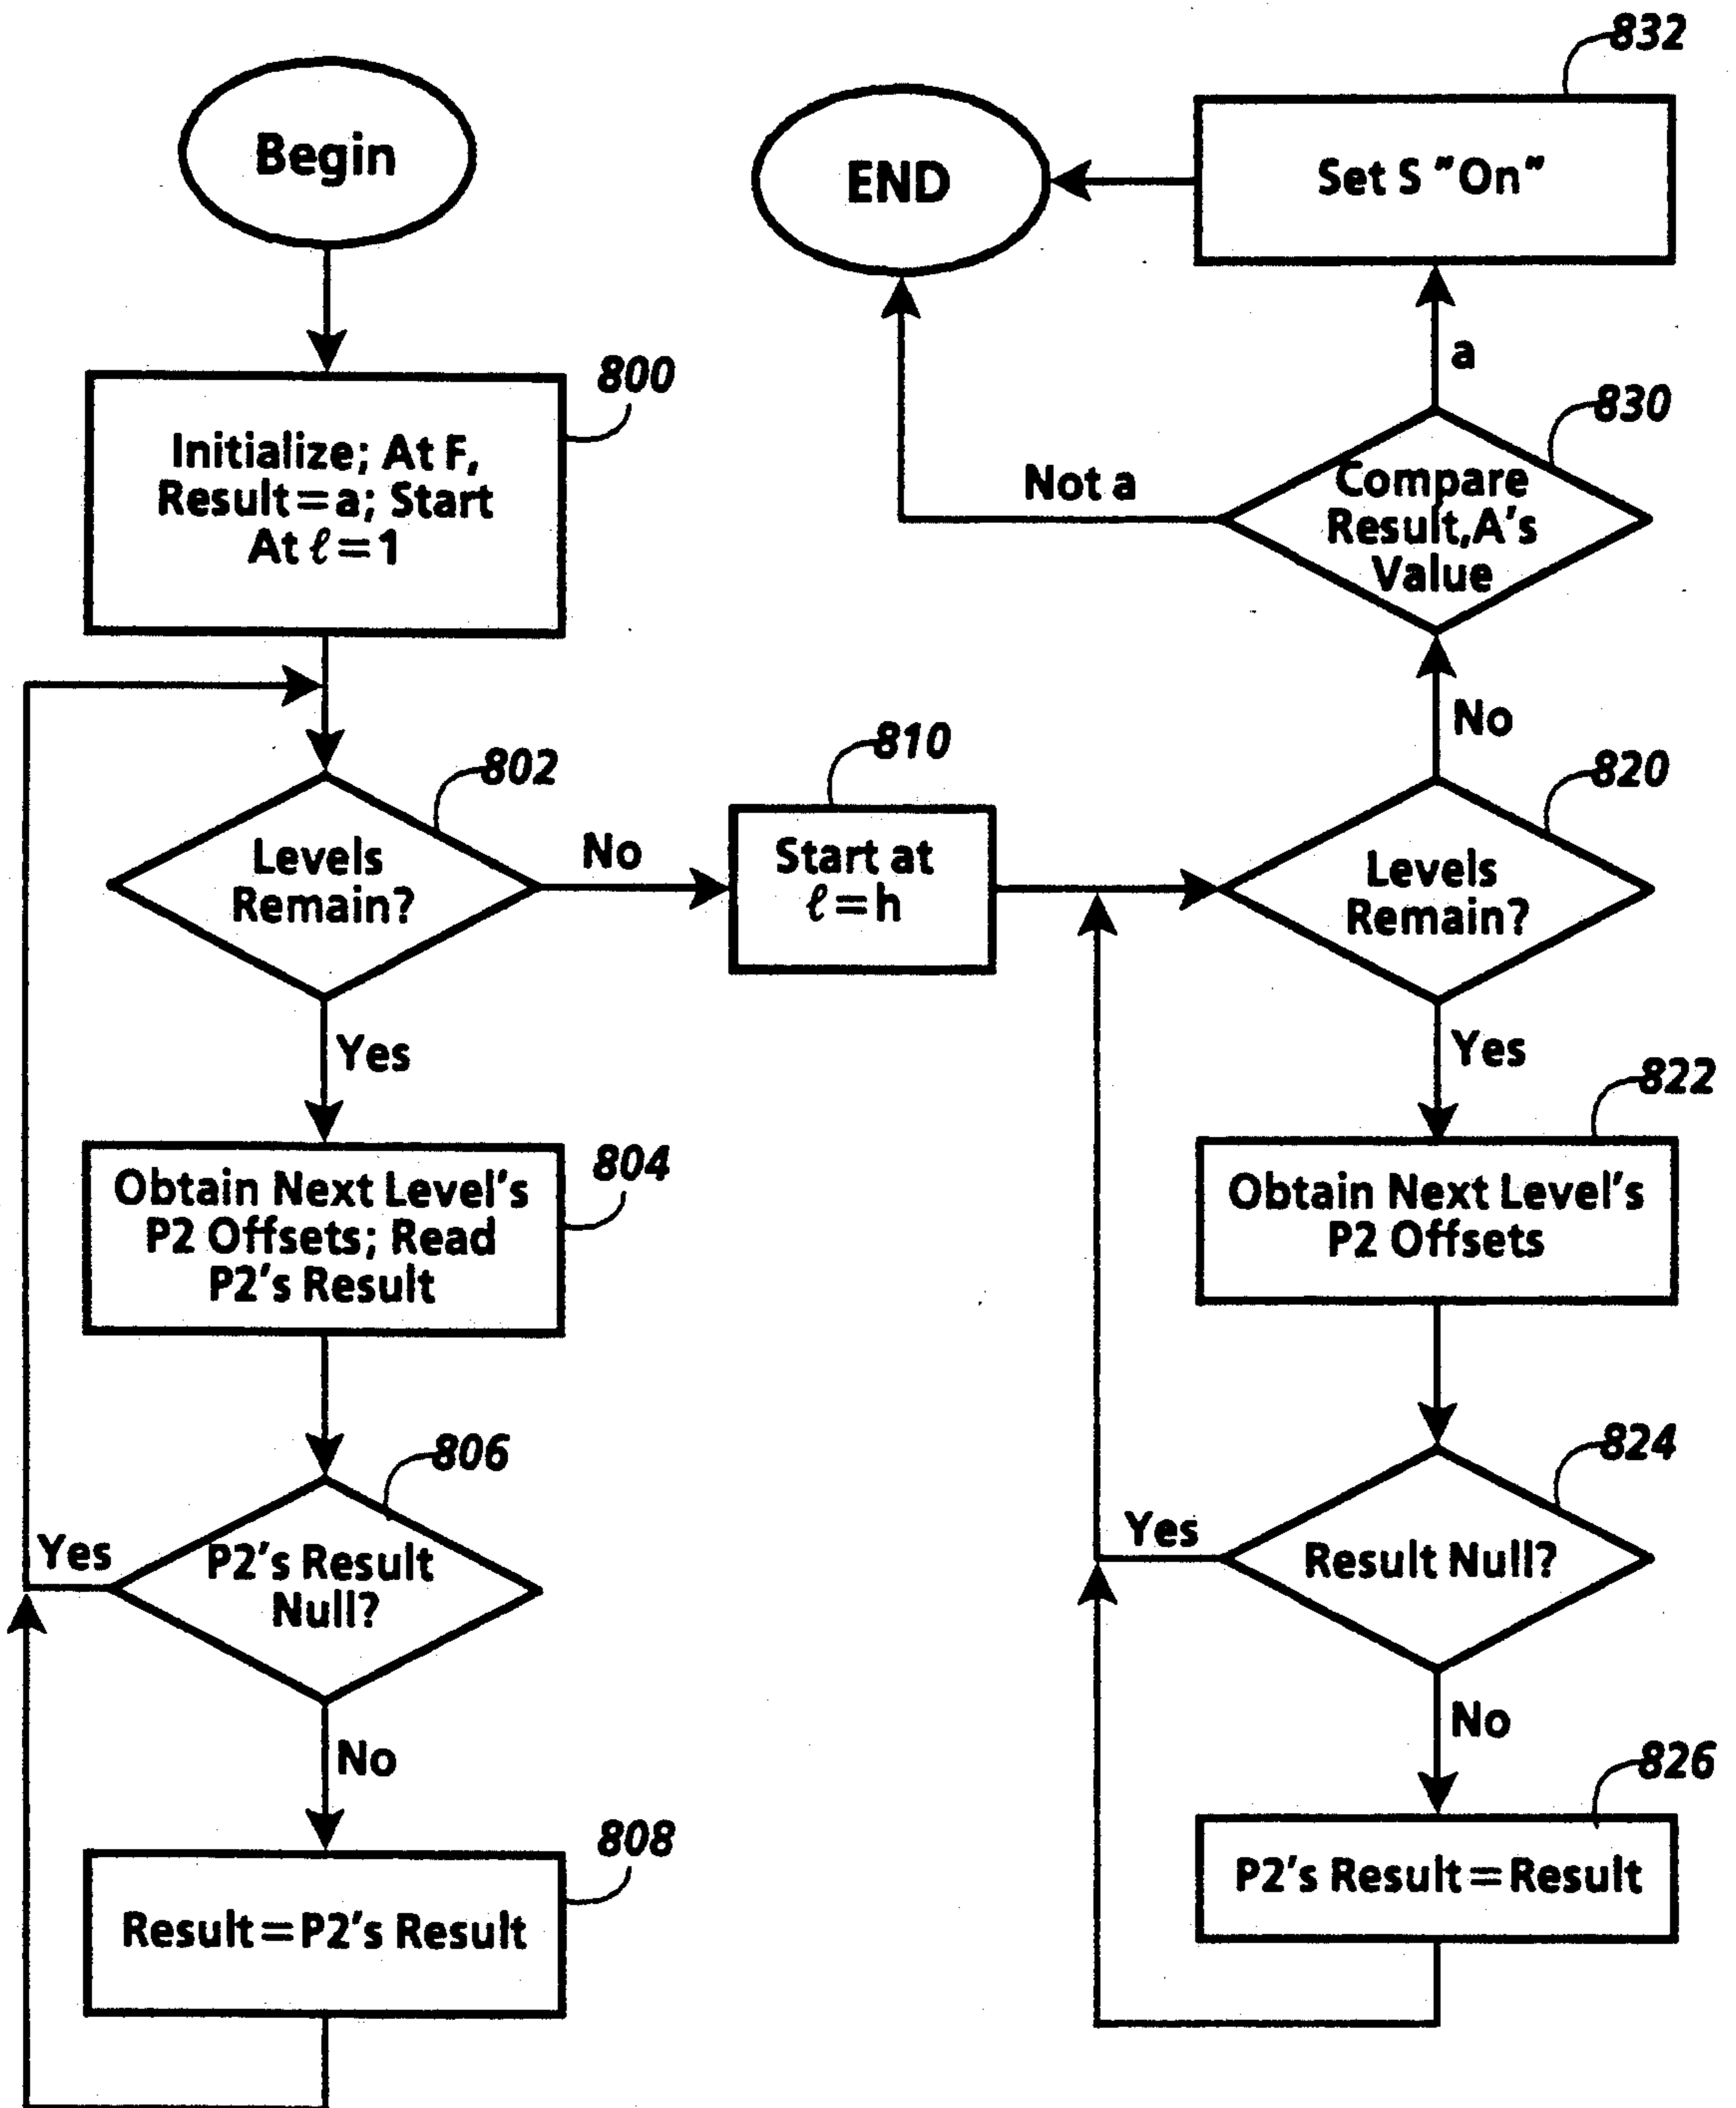 Begin
800
Initialize; At F,
Result=a; Start
At ℓ=1
802
Levels
Remain?
No
Yes
804
Obtain Next Level's
P2 Offsets; Read
P2's Result
806
Yes
P2's Result
Null?
No
808
Result=P2's Result
810
Start at
ℓ=h
820
Levels
Remain?
No
Yes
822
Obtain Next Level's
P2 Offsets
824
Yes
Result Null?
No
826
P2's Result=Result
830
Compare
Result,A's
Value
Not a
a
832
Set S "On"
END